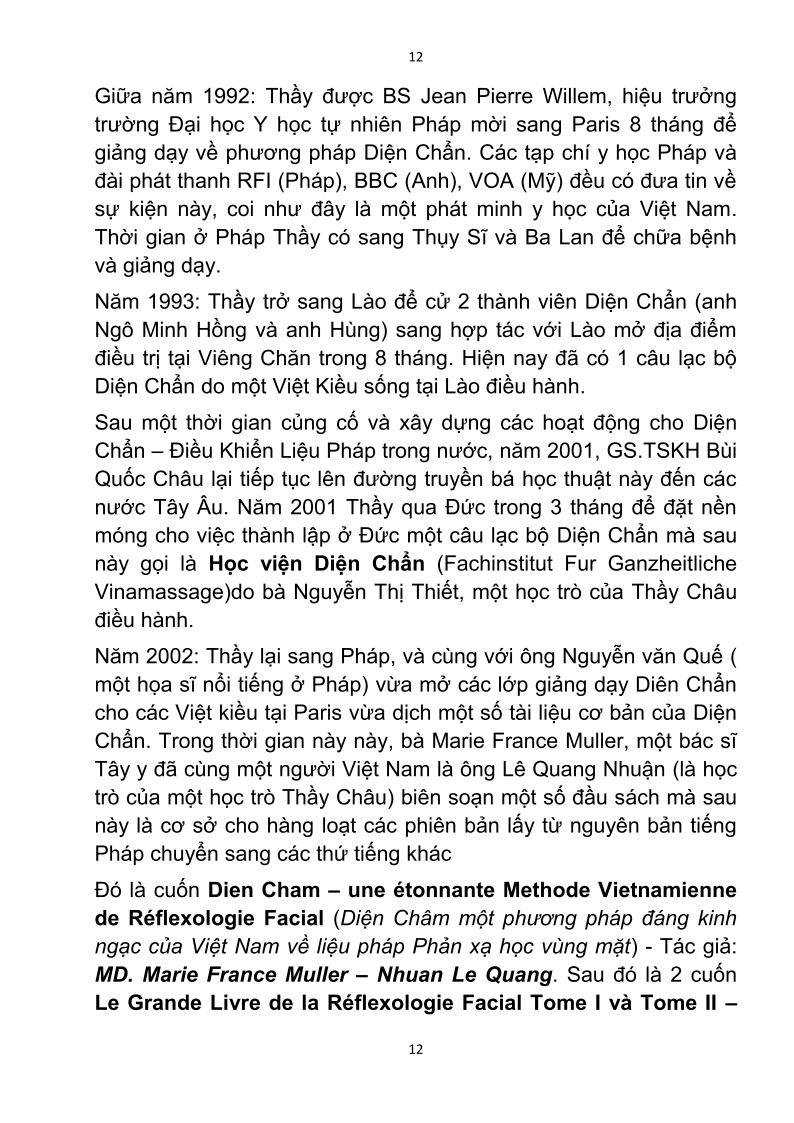 12
Giữa năm 1992: Thầy được BS Jean Pierre Willem, hiệu trưởng
trường Đại học Y học tự nhiên Pháp mời sang Paris 8 tháng để
giảng dạy về phương pháp Diện Chẩn. Các tạp chí y học Pháp và
đài phát thanh RFI (Pháp), BBC (Anh), VOA (Mỹ) đều có đưa tin về
sự kiện này, coi như đây là một phát minh y học của Việt Nam.
Thời gian ở Pháp Thầy có sang Thụy Sĩ và Ba Lan để chữa bệnh
và giảng dạy.
Năm 1993: Thầy trở sang Lào để cử 2 thành viên Diện Chẩn (anh
Ngô Minh Hồng và anh Hùng) sang hợp tác với Lào mở địa điểm
điều trị tại Viêng Chăn trong 8 tháng. Hiện nay đã có 1 câu lạc bộ
Diện Chẩn do một Việt Kiều sống tại Lào điều hành.
Sau một thời gian củng cố và xây dựng các hoạt động cho Diện
Chẩn – Điều Khiển Liệu Pháp trong nước, năm 2001, GS.TSKH Bùi
Quốc Châu lại tiếp tục lên đường truyền bá học thuật này đến các
nước Tây Âu. Năm 2001 Thầy qua Đức trong 3 tháng để đặt nền
móng cho việc thành lập ở Đức một câu lạc bộ Diện Chẩn mà sau
này gọi là Học viện Diện Chẩn (Fachinstitut Fur Ganzheitliche
Vinamassage)do bà Nguyễn Thị Thiết, một học trò của Thầy Châu
điều hành.
Năm 2002: Thầy lại sang Pháp, và cùng với ông Nguyễn văn Quế (
một họa sĩ nổi tiếng ở Pháp) vừa mở các lớp giảng dạy Diên Chẩn
cho các Việt kiều tại Paris vừa dịch một số tài liệu cơ bản của Diện
Chẩn. Trong thời gian này này, bà Marie France Muller, một bác sĩ
Tây y đã cùng một người Việt Nam là ông Lê Quang Nhuận (là học
trò của một học trò Thầy Châu) biên soạn một số đầu sách mà sau
này là cơ sở cho hàng loạt các phiên bản lấy từ nguyên bản tiếng
Pháp chuyển sang các thứ tiếng khác
Đó là cuốn Dien Cham – une étonnante Methode Vietnamienne
de Réflexologie Facial (Diện Châm một phương pháp đáng kinh
ngạc của Việt Nam về liệu pháp Phản xạ học vùng mặt) - Tác giả:
MD. Marie France Muller – Nhuan Le Quang. Sau đó là 2 cuốn
Le Grande Livre de la Réflexologie Facial Tome I và Tome II –
12